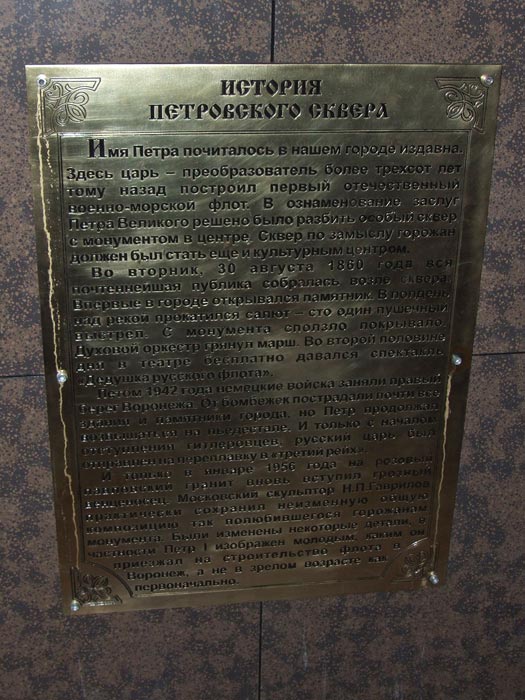 ИСТОРИЯ
ПЕТРОВСКОГО СКВЕРА
Имя Петра почиталось в нашем городе издавна.
Здесь царь – преобразователь более трехсот лет
тому назад построил первый отечественный
военно-морской флот. В ознаменование заслуг
Петра Великого решено было разбить особый сквер
с монументом в центре. Сквер по замыслу горожан
должен был стать еще и культурным центром.
Во вторник, 30 августа 1860 года вся
почтеннейшая публика собралась возле сквера.
Впервые в городе открывался памятник. В полдень
над рекой прокатился салют – сто один пушечный
выстрел. С монумента сползло покрывало.
Духовой оркестр грянул марш. Во второй половине
дня в театре бесплатно давался спектакль
«Дедушка русского флота».
Летом 1942 года немецкие войска заняли правый
берег Воронежа. От бомбежек пострадали почти все
здания и памятники города, но Петр продолжал
возвышаться на пьедестале. И только с началом
отступления гитлеровцев, русский царь был
отправлен на переплавку в «третий рейх».
И только в январе 1956 года на розовый
гранит вновь вступил грозный
венценосец. Московский скульптор Н.П.Гаврилов
практически сохранил неизменную общую
композицию так полюбившегося горожанам
монумента. Были изменены некоторые детали, в
частности Петр I изображен молодым, каким он
приезжал на строительство флота в
Воронеж, а не в зрелом возрасте как
первоначально.